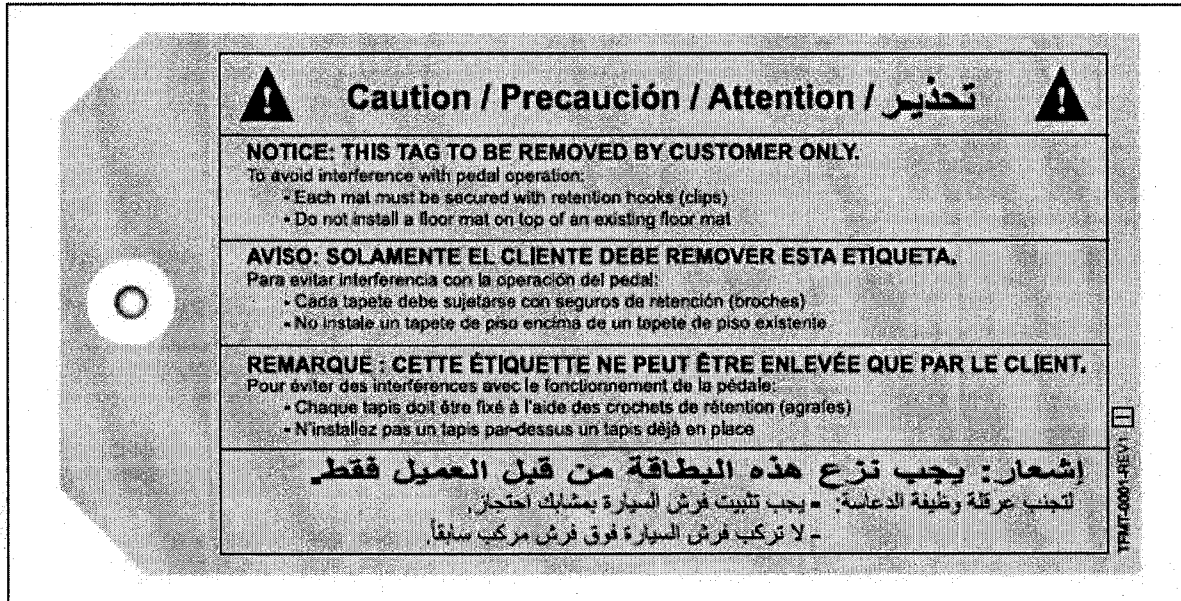 Caution / Precaución / Attention / تحذيـر
NOTICE: THIS TAG TO BE REMOVED BY CUSTOMER ONLY.
To avoid interference with pedal operation:
- Each mat must be secured with retention hooks (clips)
- Do not install a floor mat on top of an existing floor mat
AVISO: SOLAMENTE EL CLIENTE DEBE REMOVER ESTA ETIQUETA.
Para evitar interferencia con la operación del pedal:
- Cada tapete debe sujetarse con seguros de retención (broches)
- No instale un tapete de piso encima de un tapete de piso existente
REMARQUE : CETTE ÉTIQUETTE NE PEUT ÊTRE ENLEVÉE QUE PAR LE CLIENT.
Pour éviter des interférences avec le fonctionnement de la pédale:
- Chaque tapis doit être fixé à l'aide des crochets de rétention (agrafes)
- N'installez pas un tapis par-dessus un tapis déjà en place
إشعار: يجب نزع هذه البطاقة من قبل العميل فقط.
لتجنب عرقلة وظيفة الدعاسة: - يجب تثبيت فرش السيارة بمشابك احتجاز.
- لا تركب فرش السيارة فوق فرش مركب سابقاً.
TFMT-0001-REV1